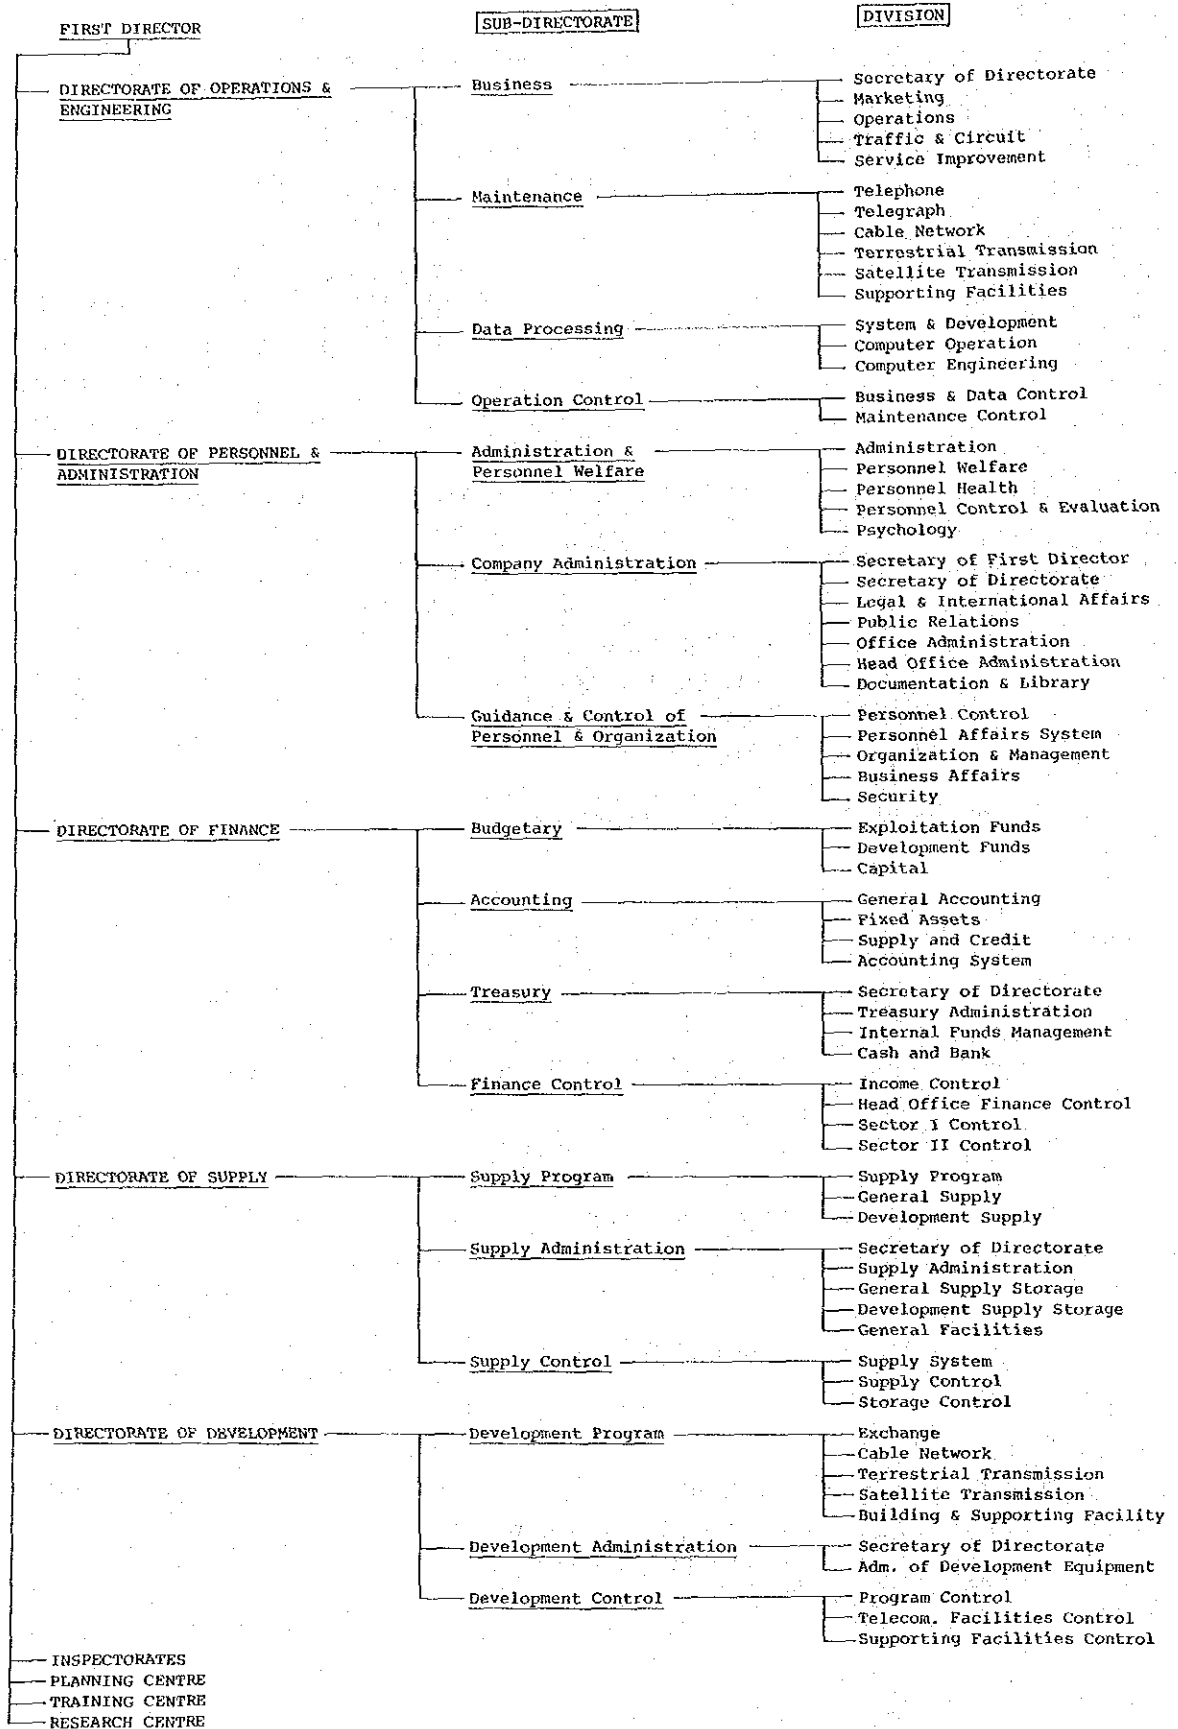 FIRST DIRECTOR
SUB-DIRECTORATE
DIVISION
DIRECTORATE OF OPERATIONS &
ENGINEERING
Business
Secretary of Directorate
Marketing
Operations
Traffic & Circuit
Service Improvement
Maintenance
Telephone
Telegraph
Cable Network
Terrestrial Transmission
Satellite Transmission
Supporting Facilities
Data Processing
System & Development
Computer Operation
Computer Engineering
Operation Control
Business & Data Control
Maintenance Control
DIRECTORATE OF PERSONNEL &
ADMINISTRATION
Administration &
Personnel Welfare
Administration
Personnel Welfare
Personnel Health
Personnel Control & Evaluation
Psychology
Company Administration
Secretary of First Director
Secretary of Directorate
Legal & International Affairs
Public Relations
Office Administration
Head Office Administration
Documentation & Library
Guidance & Control of
Personnel & Organization
Personnel Control
Personnel Affairs System
Organization & Management
Business Affairs
Security
DIRECTORATE OF FINANCE
Budgetary
Exploitation Funds
Development Funds
Capital
Accounting
General Accounting
Fixed Assets
Supply and Credit
Accounting System
Treasury
Secretary of Directorate
Treasury Administration
Internal Funds Management
Cash and Bank
Finance Control
Income Control
Head Office Finance Control
Sector I Control
Sector II Control
DIRECTORATE OF SUPPLY
Supply Program
Supply Program
General Supply
Development Supply
Supply Administration
Secretary of Directorate
Supply Administration
General Supply Storage
Development Supply Storage
General Facilities
Supply Control
Supply System
Supply Control
Storage Control
DIRECTORATE OF DEVELOPMENT
Development Program
Exchange
Cable Network
Terrestrial Transmission
Satellite Transmission
Building & Supporting Facility
Development Administration
Secretary of Directorate
Adm. of Development Equipment
Development Control
Program Control
Telecom. Facilities Control
Supporting Facilities Control
INSPECTORATES
PLANNING CENTRE
TRAINING CENTRE
RESEARCH CENTRE